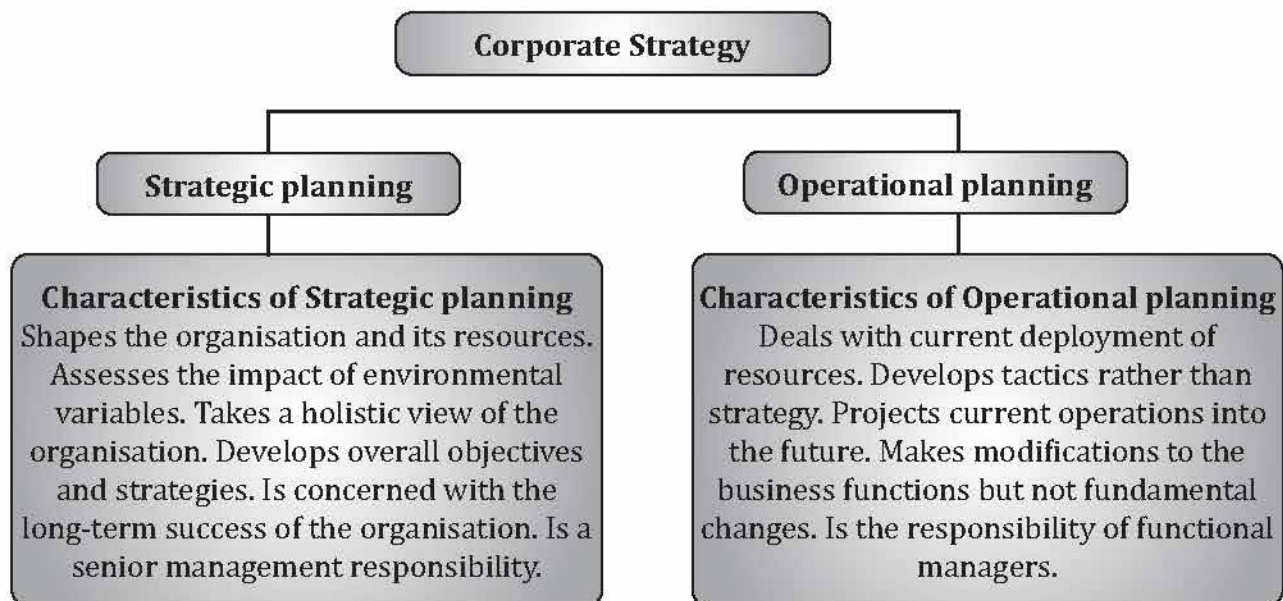 Corporate Strategy
Strategic planning
Operational planning
Characteristics of Strategic planning
Shapes the organisation and its resources.
Assesses the impact of environmental
variables. Takes a holistic view of the
organisation. Develops overall objectives
and strategies. Is concerned with the
long-term success of the organisation. Is a
senior management responsibility.
Characteristics of Operational planning
Deals with current deployment of
resources. Develops tactics rather than
strategy. Projects current operations into
the future. Makes modifications to the
business functions but not fundamental
changes. Is the responsibility of functional
managers.